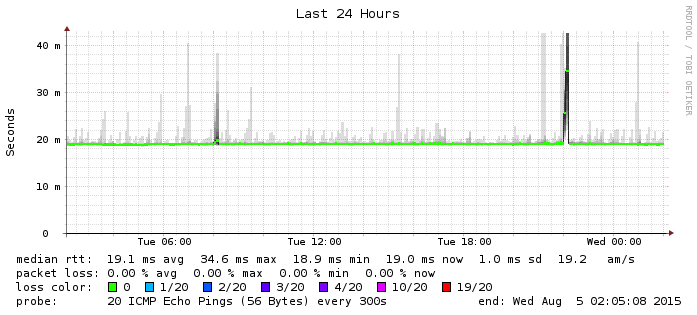 Last 24 Hours
RRDTOOL / TOBI OETIKER
Seconds
40 m
30 m
20 m
10 m
0
Tue 06:00 Tue 12:00 Tue 18:00 Wed 00:00
median rtt: 19.1 ms avg 34.6 ms max 18.9 ms min 19.0 ms now 1.0 ms sd 19.2 am/s
packet loss: 0.00 % avg 0.00 % max 0.00 % min 0.00 % now
loss color: 0 1/20 2/20 3/20 4/20 10/20 19/20
probe: 20 ICMP Echo Pings (56 Bytes) every 300s end: Wed Aug 5 02:05:08 2015